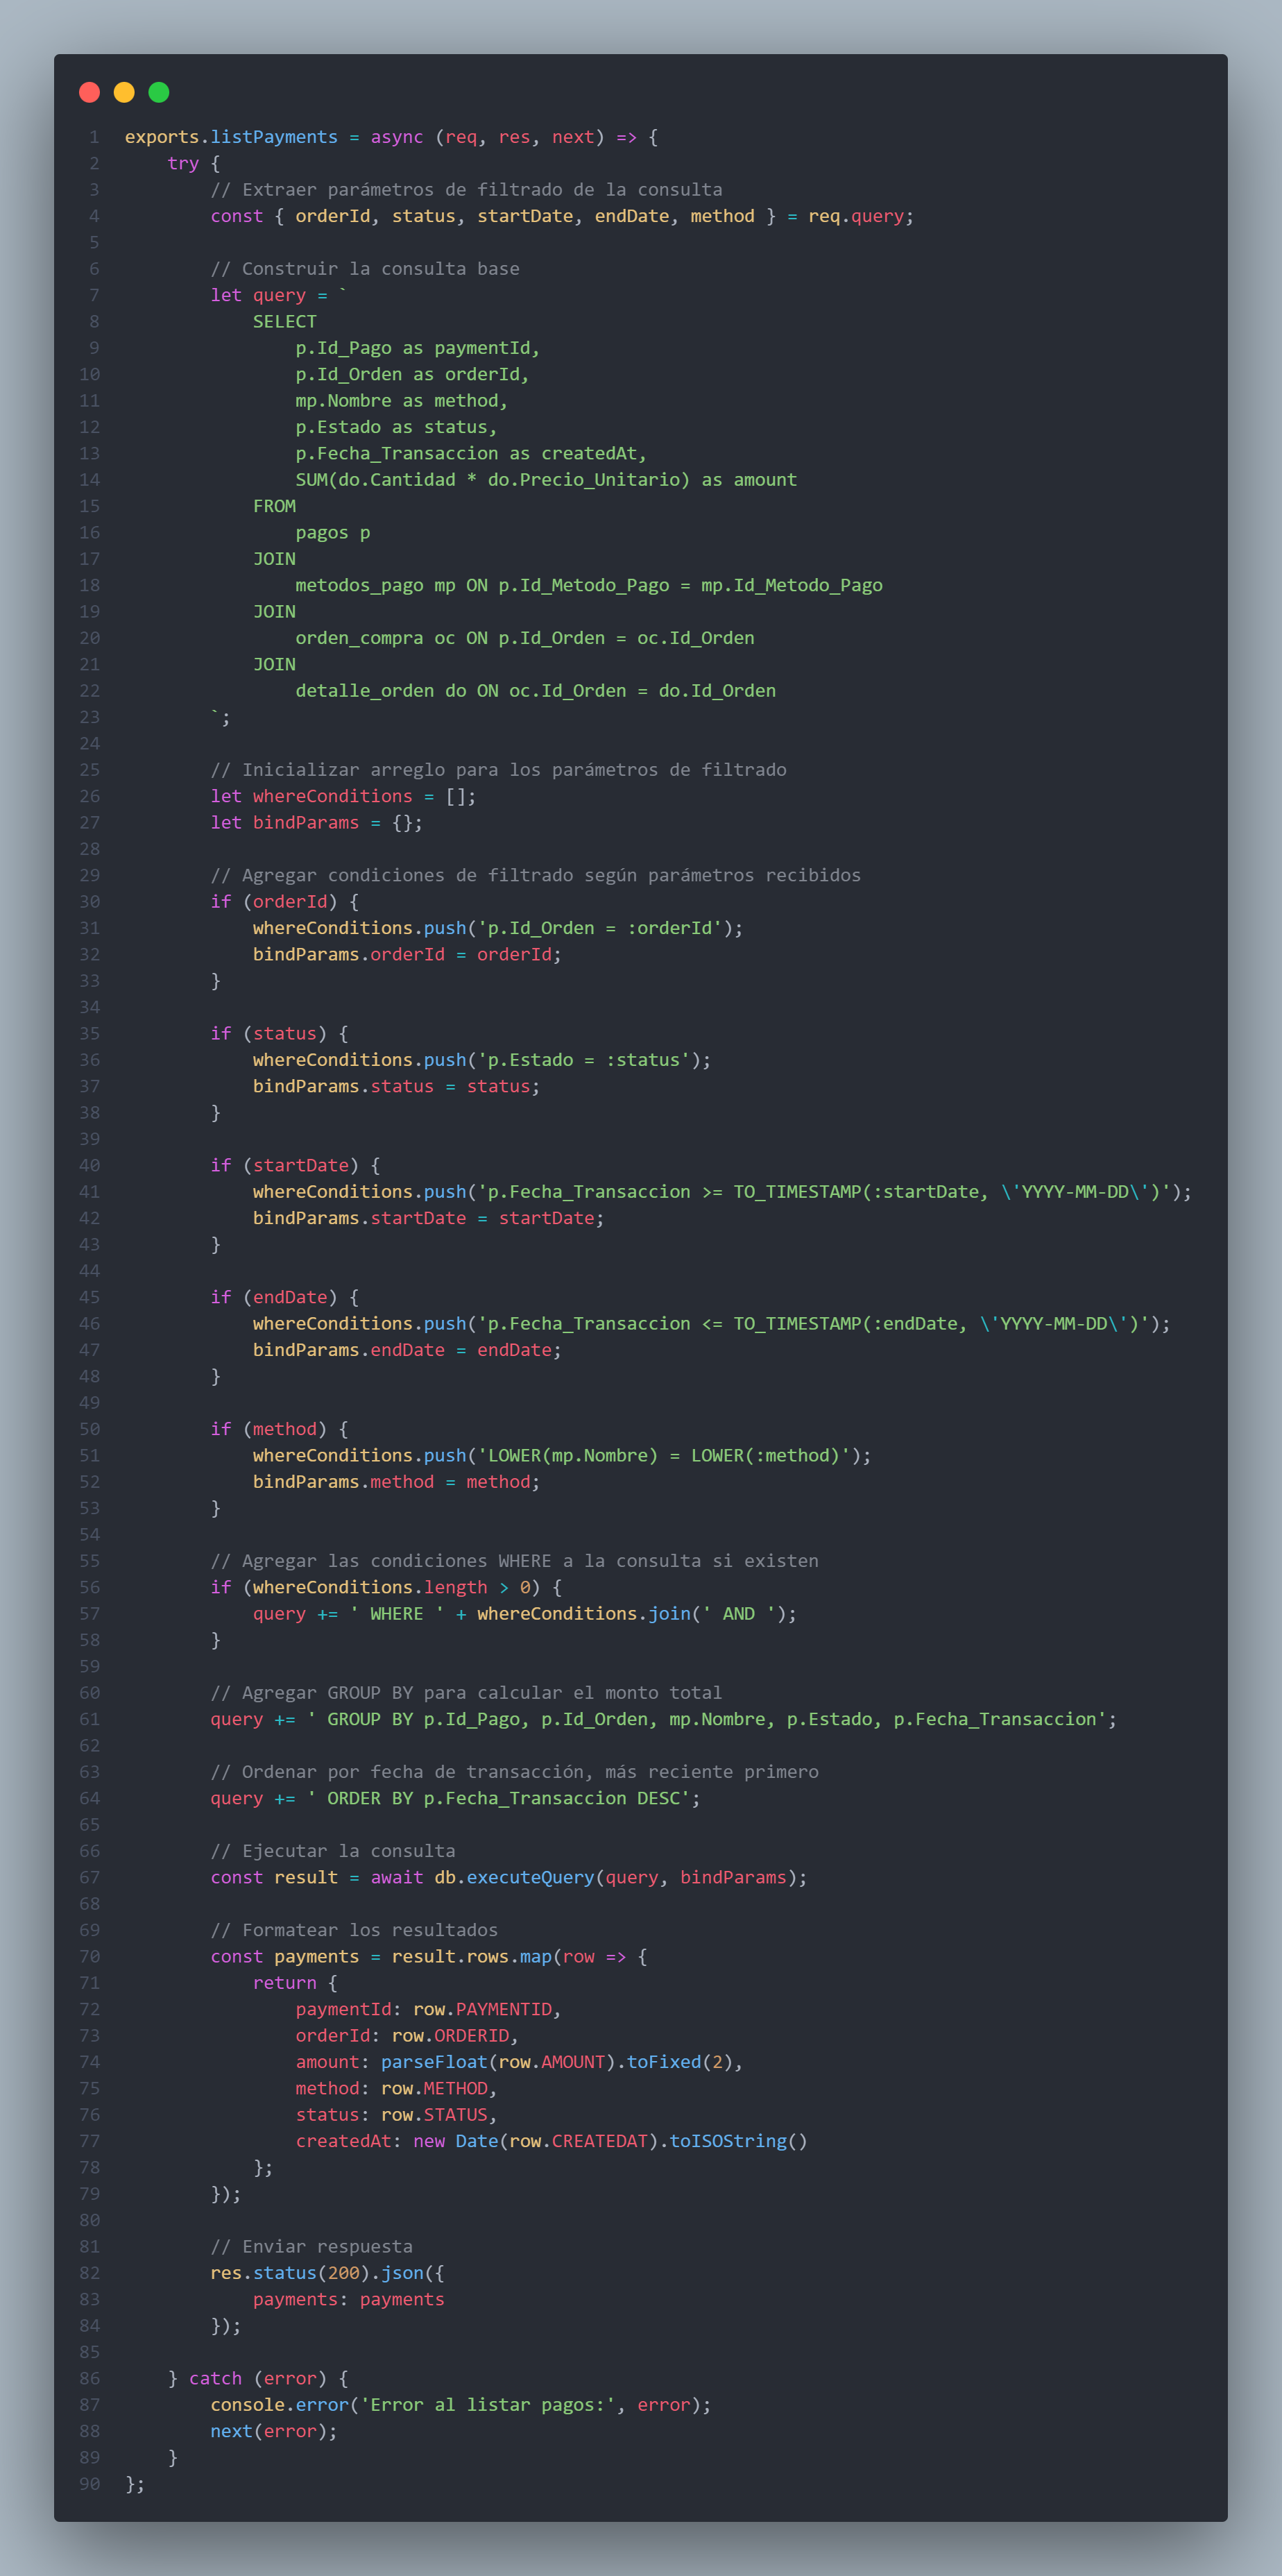 1 exports.listPayments = async (req, res, next) => {
2     try {
3         // Extraer parámetros de filtrado de la consulta
4         const { orderId, status, startDate, endDate, method } = req.query;
5
6         // Construir la consulta base
7         let query = `
8             SELECT
9                 p.Id_Pago as paymentId,
10                 p.Id_Orden as orderId,
11                 mp.Nombre as method,
12                 p.Estado as status,
13                 p.Fecha_Transaccion as createdAt,
14                 SUM(do.Cantidad * do.Precio_Unitario) as amount
15             FROM
16                 pagos p
17             JOIN
18                 metodos_pago mp ON p.Id_Metodo_Pago = mp.Id_Metodo_Pago
19             JOIN
20                 orden_compra oc ON p.Id_Orden = oc.Id_Orden
21             JOIN
22                 detalle_orden do ON oc.Id_Orden = do.Id_Orden
23         `;
24
25         // Inicializar arreglo para los parámetros de filtrado
26         let whereConditions = [];
27         let bindParams = {};
28
29         // Agregar condiciones de filtrado según parámetros recibidos
30         if (orderId) {
31             whereConditions.push('p.Id_Orden = :orderId');
32             bindParams.orderId = orderId;
33         }
34
35         if (status) {
36             whereConditions.push('p.Estado = :status');
37             bindParams.status = status;
38         }
39
40         if (startDate) {
41             whereConditions.push('p.Fecha_Transaccion >= TO_TIMESTAMP(:startDate, \'YYYY-MM-DD\')');
42             bindParams.startDate = startDate;
43         }
44
45         if (endDate) {
46             whereConditions.push('p.Fecha_Transaccion <= TO_TIMESTAMP(:endDate, \'YYYY-MM-DD\')');
47             bindParams.endDate = endDate;
48         }
49
50         if (method) {
51             whereConditions.push('LOWER(mp.Nombre) = LOWER(:method)');
52             bindParams.method = method;
53         }
54
55         // Agregar las condiciones WHERE a la consulta si existen
56         if (whereConditions.length > 0) {
57             query += ' WHERE ' + whereConditions.join(' AND ');
58         }
59
60         // Agregar GROUP BY para calcular el monto total
61         query += ' GROUP BY p.Id_Pago, p.Id_Orden, mp.Nombre, p.Estado, p.Fecha_Transaccion';
62
63         // Ordenar por fecha de transacción, más reciente primero
64         query += ' ORDER BY p.Fecha_Transaccion DESC';
65
66         // Ejecutar la consulta
67         const result = await db.executeQuery(query, bindParams);
68
69         // Formatear los resultados
70         const payments = result.rows.map(row => {
71             return {
72                 paymentId: row.PAYMENTID,
73                 orderId: row.ORDERID,
74                 amount: parseFloat(row.AMOUNT).toFixed(2),
75                 method: row.METHOD,
76                 status: row.STATUS,
77                 createdAt: new Date(row.CREATEDAT).toISOString()
78             };
79         });
80
81         // Enviar respuesta
82         res.status(200).json({
83             payments: payments
84         });
85
86     } catch (error) {
87         console.error('Error al listar pagos:', error);
88         next(error);
89     }
90 };